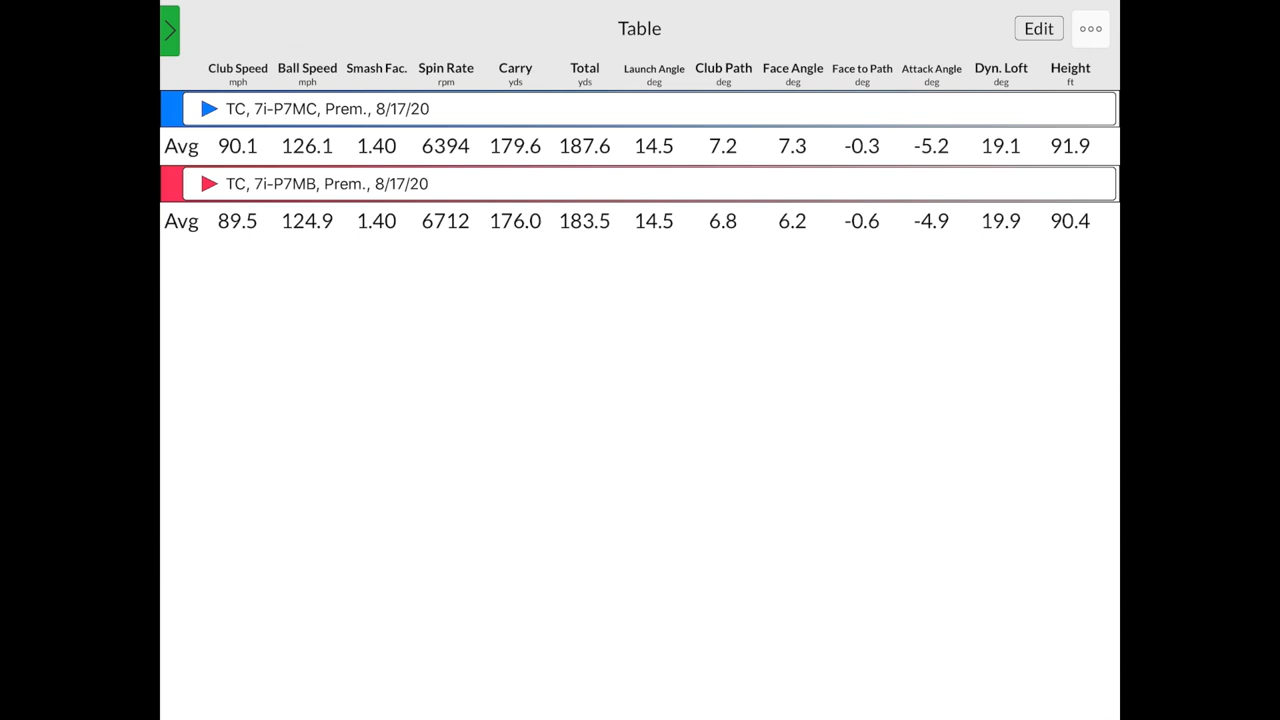 Table
Edit
Club Speed Ball Speed Smash Fac. Spin Rate Carry Total Launch Angle Club Path Face Angle Face to Path Attack Angle Dyn. Loft Height
mph mph rpm yds yds deg deg deg deg deg deg ft
TC, 7i-P7MC, Prem., 8/17/20
Avg 90.1 126.1 1.40 6394 179.6 187.6 14.5 7.2 7.3 -0.3 -5.2 19.1 91.9
TC, 7i-P7MB, Prem., 8/17/20
Avg 89.5 124.9 1.40 6712 176.0 183.5 14.5 6.8 6.2 -0.6 -4.9 19.9 90.4